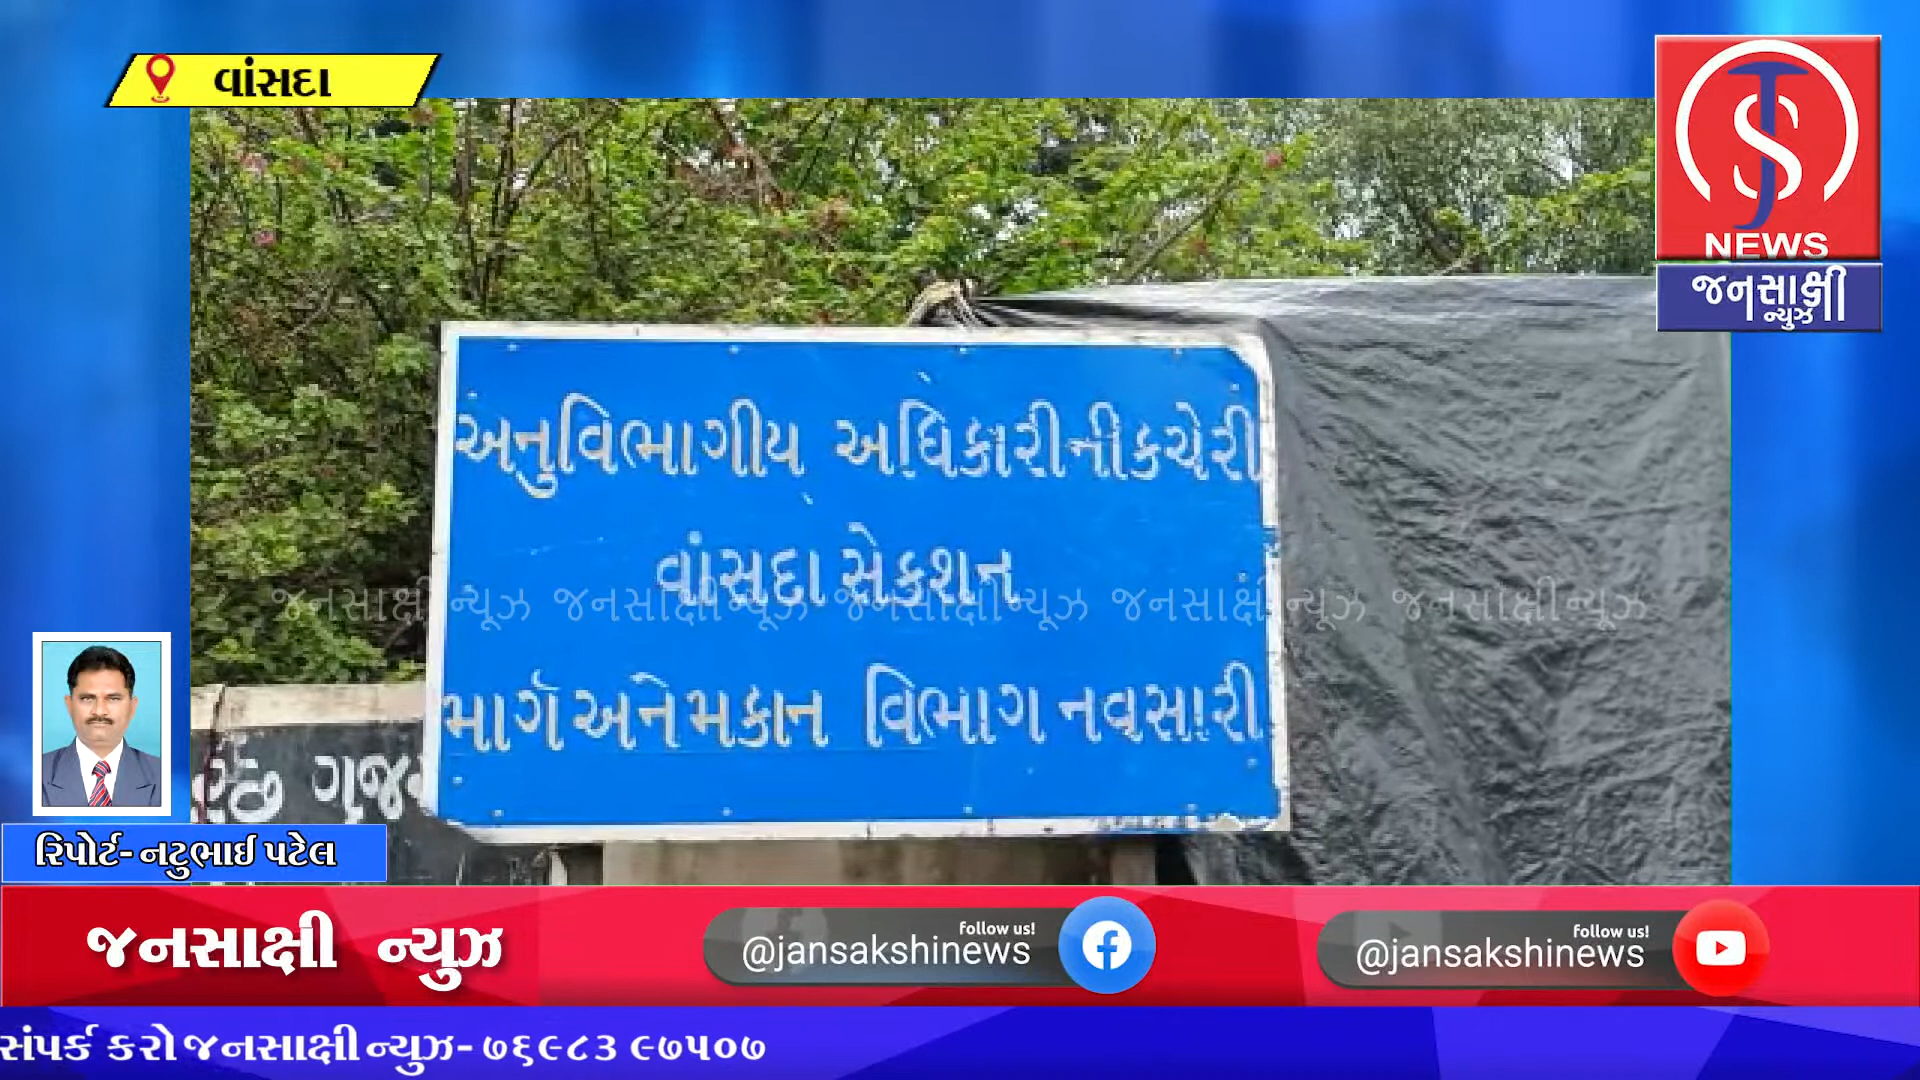 વાંસદા
NEWS
જનસાક્ષી
ન્યુઝ
અનુવિભાગીય અધિકારીની કચેરી
વાંસદા સેકશન
માર્ગ અને મકાન વિભાગ નવસારી
જનસાક્ષીન્યૂઝ જનસાક્ષીન્યૂઝ જનસાક્ષીન્યૂઝ જનસાક્ષીન્યૂઝ જનસાક્ષીન્યૂઝ
રિપોર્ટ- નટુભાઈ પટેલ
જનસાક્ષી ન્યુઝ
follow us!
@jansakshinews
follow us!
@jansakshinews
સંપર્ક કરો જનસાક્ષી ન્યુઝ- ૭૬૯૮૩ ૯૭૫૦૭